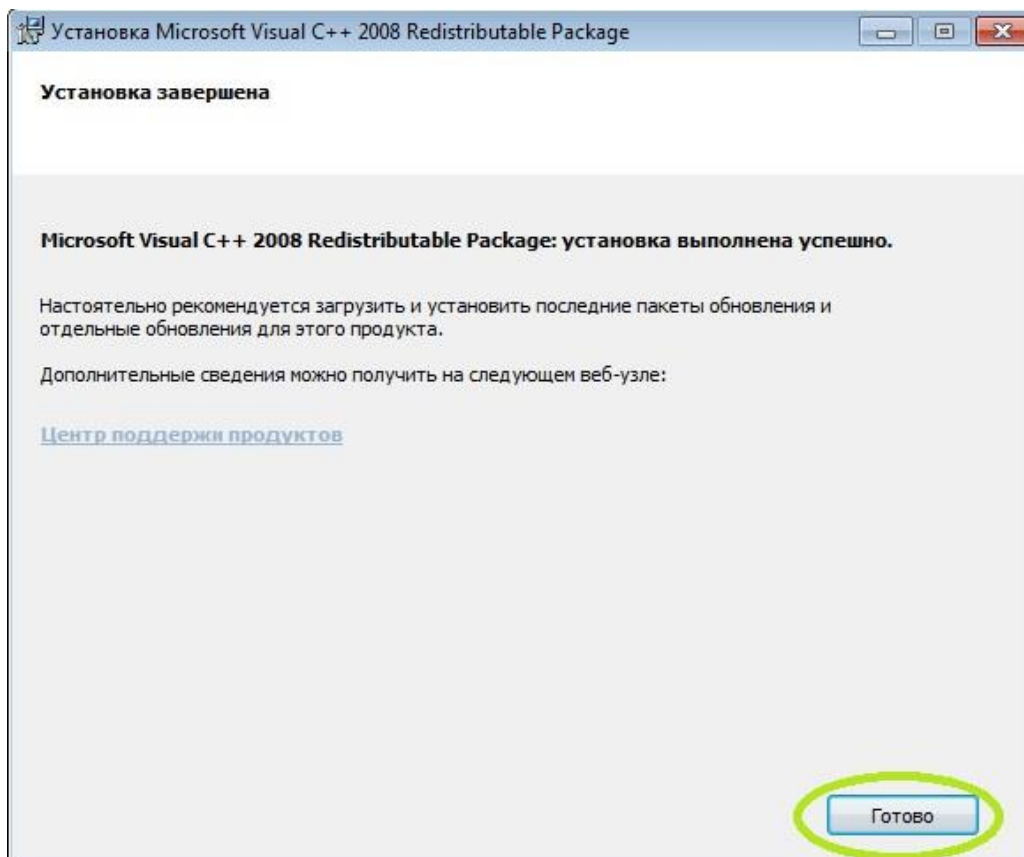 Установка Microsoft Visual C++ 2008 Redistributable Package
Установка завершена
Microsoft Visual C++ 2008 Redistributable Package: установка выполнена успешно.
Настоятельно рекомендуется загрузить и установить последние пакеты обновления и
отдельные обновления для этого продукта.
Дополнительные сведения можно получить на следующем веб-узле:
Центр поддержи продуктов
Готово